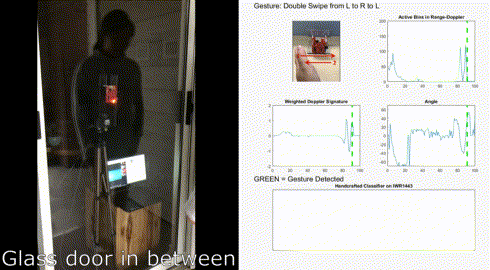 Gesture: Double Swipe from L to R to L
Active Bins in Range-Doppler
Weighted Doppler Signature
Angle
GREEN = Gesture Detected
Handcrafted Classifier on IWR1443
Glass door in between